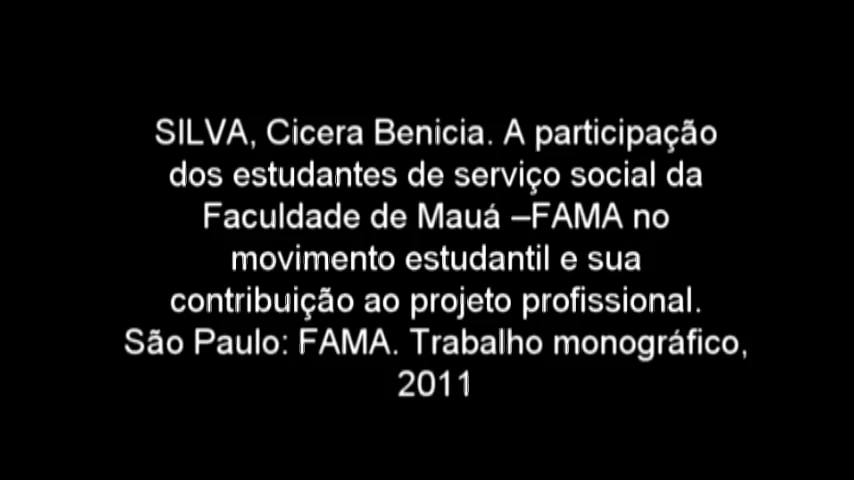 SILVA, Cicera Benicia. A participação
dos estudantes de serviço social da
Faculdade de Mauá –FAMA no
movimento estudantil e sua
contribuição ao projeto profissional.
São Paulo: FAMA. Trabalho monográfico,
2011